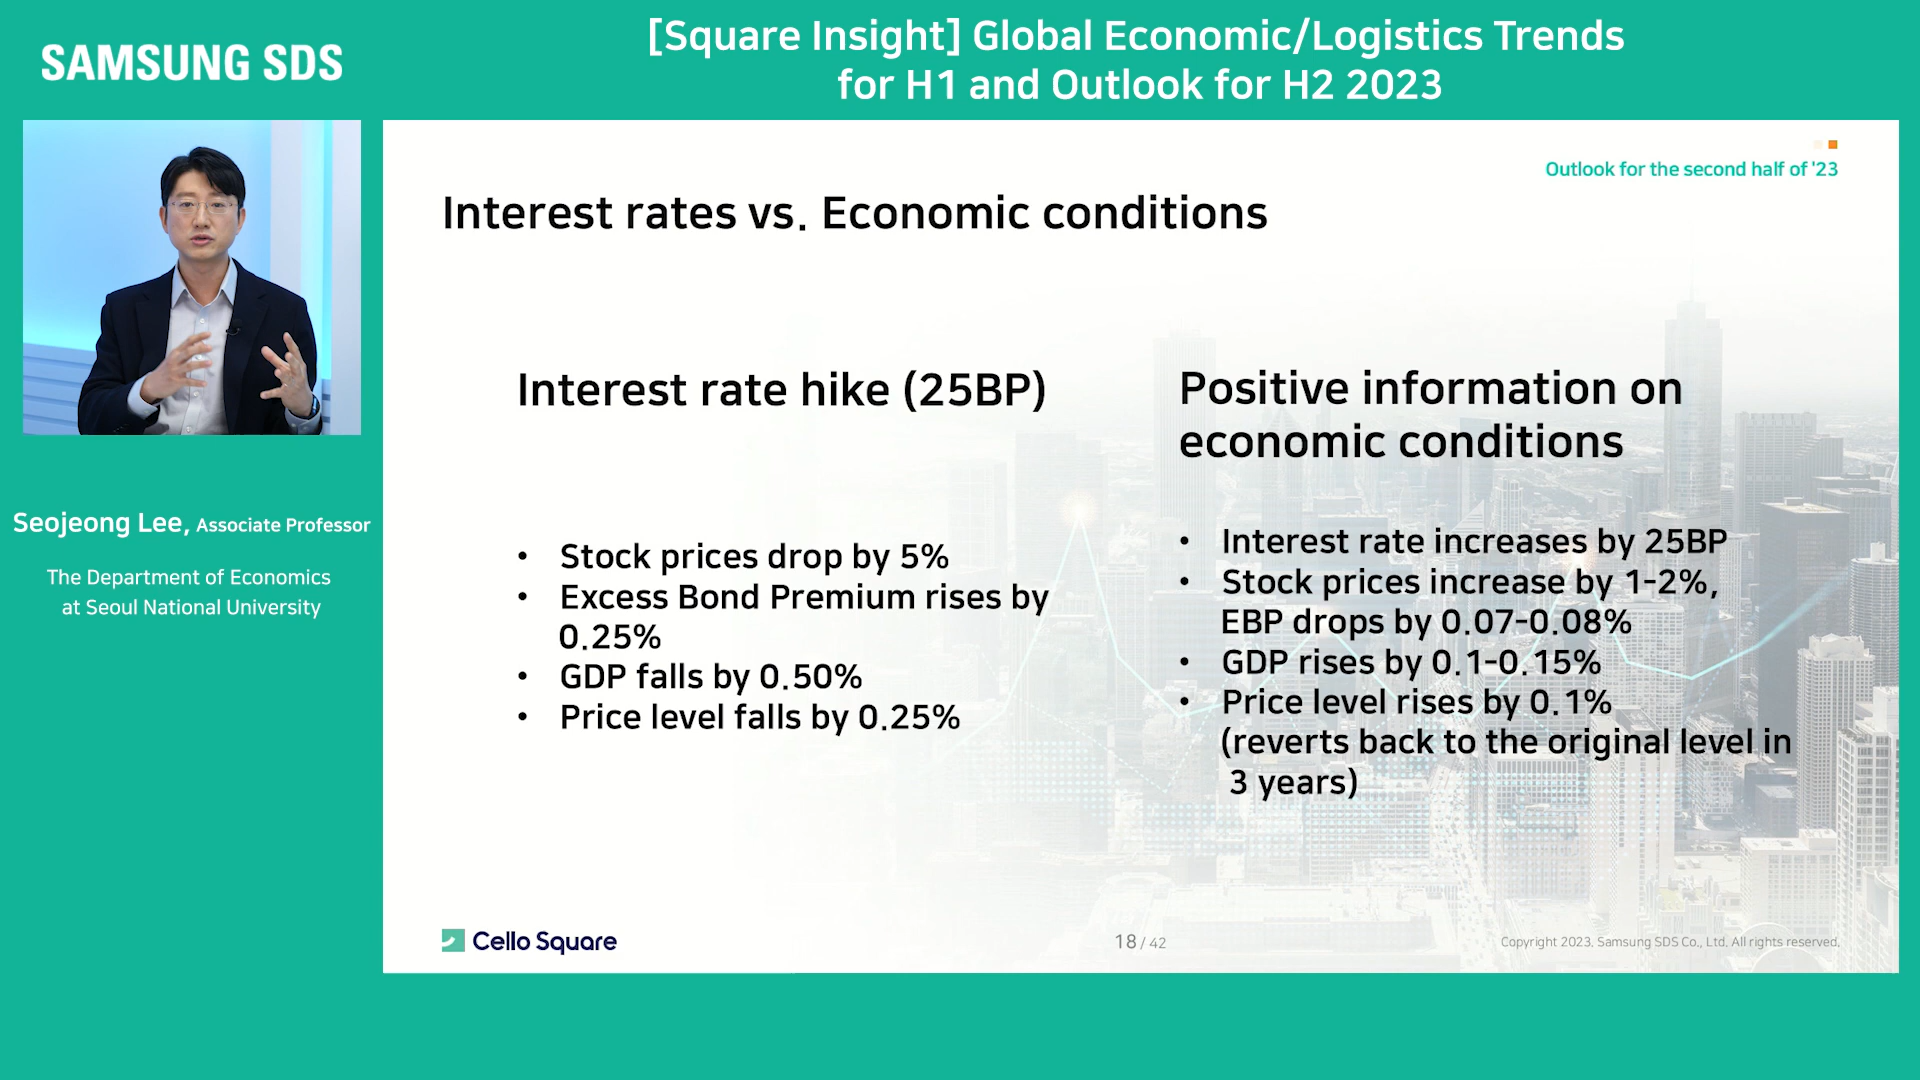 SAMSUNG SDS
[Square Insight] Global Economic/Logistics Trends
for H1 and Outlook for H2 2023
Outlook for the second half of '23
Interest rates vs. Economic conditions
Interest rate hike (25BP)
• Stock prices drop by 5%
• Excess Bond Premium rises by
0.25%
• GDP falls by 0.50%
• Price level falls by 0.25%
Positive information on
economic conditions
• Interest rate increases by 25BP
• Stock prices increase by 1-2%,
EBP drops by 0.07-0.08%
• GDP rises by 0.1-0.15%
• Price level rises by 0.1%
(reverts back to the original level in
3 years)
Seojeong Lee, Associate Professor
The Department of Economics
at Seoul National University
Cello Square
18 / 42
Copyright 2023. Samsung SDS Co., Ltd. All rights reserved.